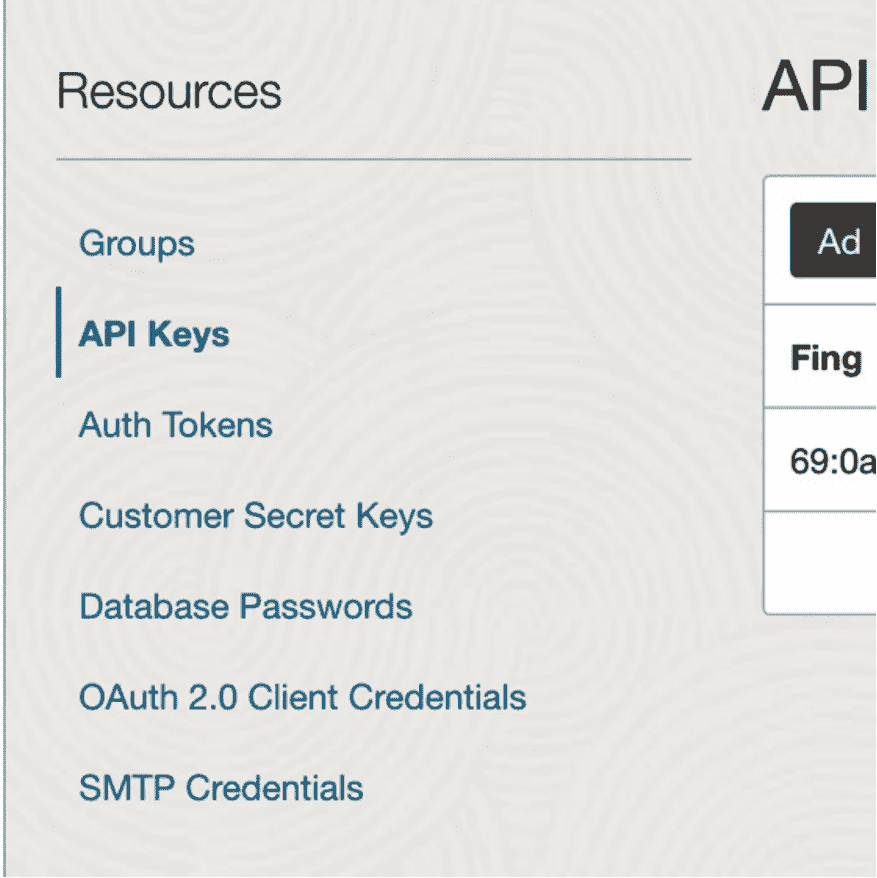 Resources
Groups
API Keys
Auth Tokens
Customer Secret Keys
Database Passwords
OAuth 2.0 Client Credentials
SMTP Credentials
API
Ad
Fing
69:0a